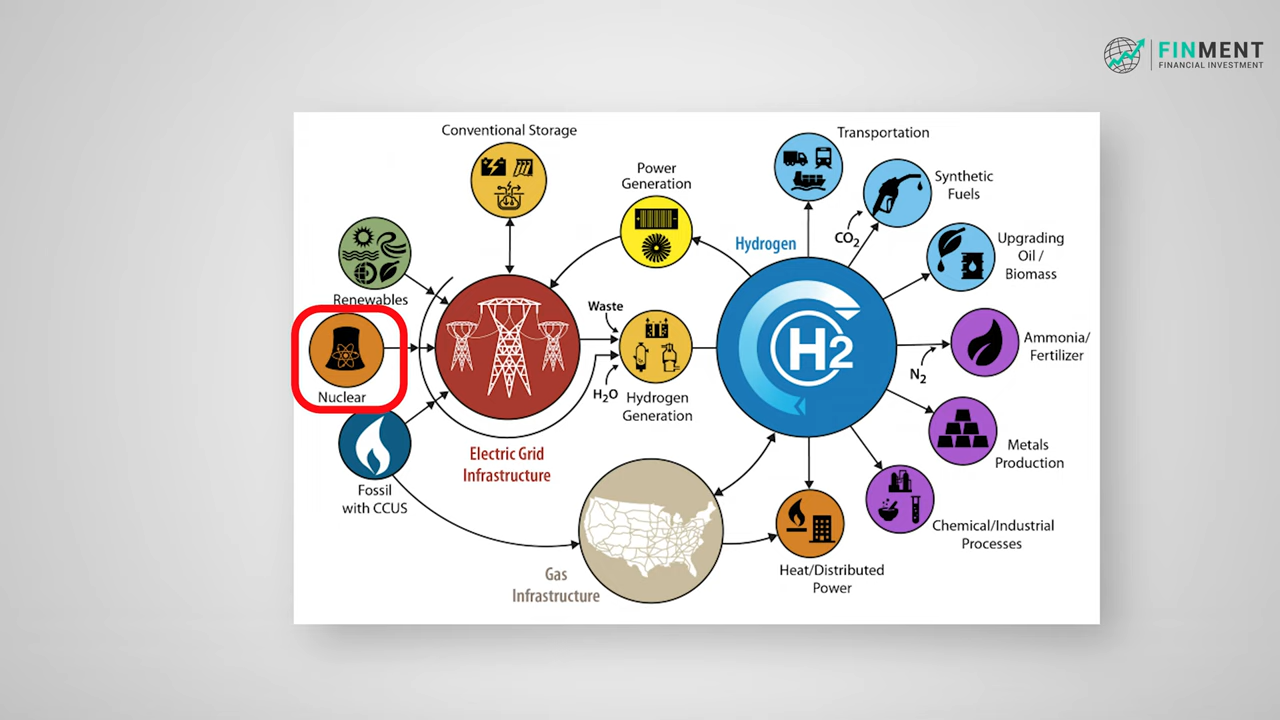 FINMENT
FINANCIAL INVESTMENT
Conventional Storage
Transportation
Power
Generation
Synthetic
Fuels
CO2
Hydrogen
Upgrading
Oil /
Biomass
Renewables
Waste
H2
Ammonia/
Fertilizer
N2
Nuclear
H2O
Hydrogen
Generation
Electric Grid
Infrastructure
Metals
Production
Fossil
with CCUS
Chemical/Industrial
Processes
Gas
Infrastructure
Heat/Distributed
Power